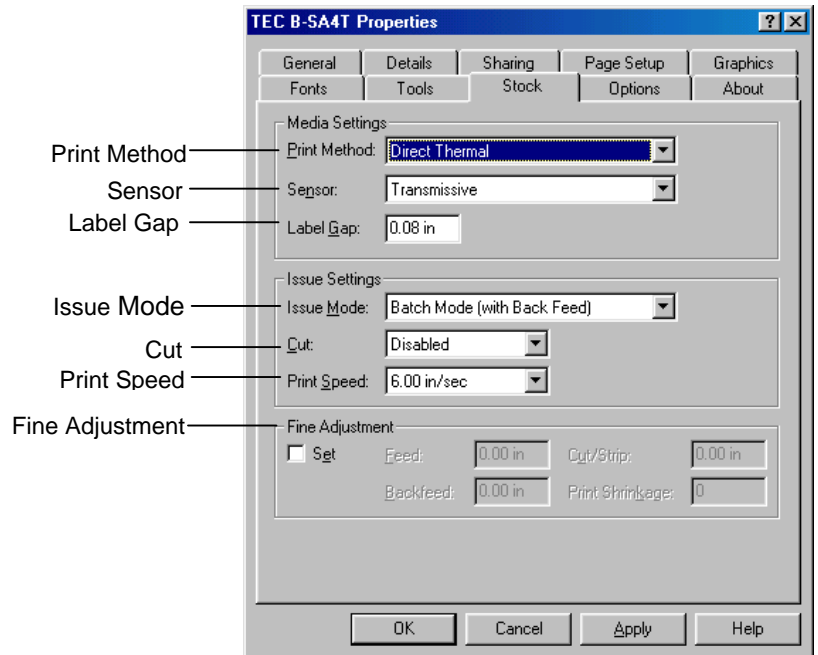 TEC B-SA4T Properties
General Details Sharing Page Setup Graphics
Fonts Tools Stock Options About
Media Settings
Print Method Print Method: Direct Thermal
Sensor Sensor: Transmissive
Label Gap Label Gap: 0.08 in
Issue Settings
Issue Mode Issue Mode: Batch Mode (with Back Feed)
Cut Cut: Disabled
Print Speed Print Speed: 6.00 in/sec
Fine Adjustment Fine Adjustment
Set Feed: 0.00 in Cut/Strip: 0.00 in
Backfeed: 0.00 in Print Shrinkage: 0
OK Cancel Apply Help